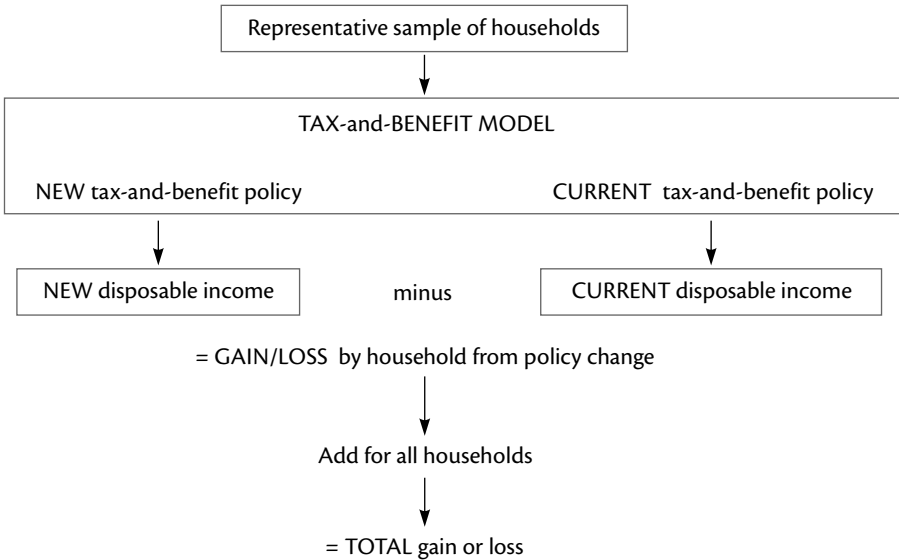 Representative sample of households
TAX-and-BENEFIT MODEL
NEW tax-and-benefit policy CURRENT tax-and-benefit policy
NEW disposable income minus CURRENT disposable income
= GAIN/LOSS by household from policy change
Add for all households
= TOTAL gain or loss